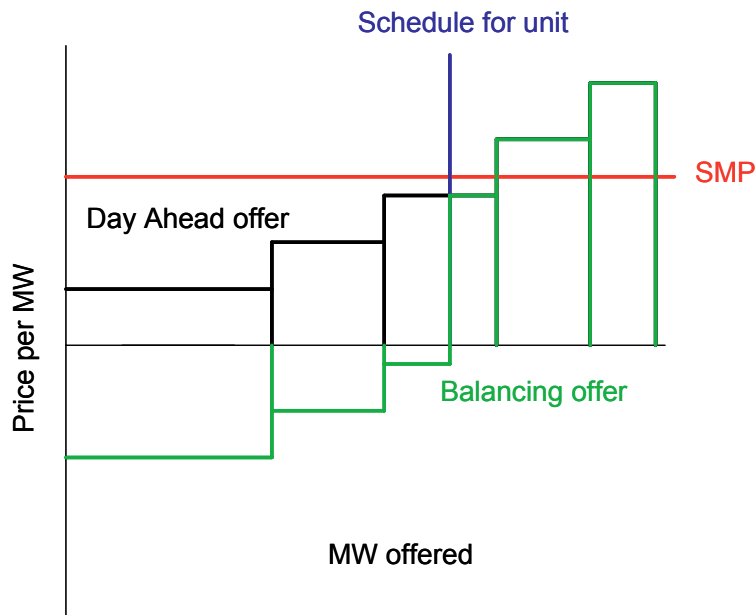 Schedule for unit
SMP
Day Ahead offer
Price per MW
Balancing offer
MW offered